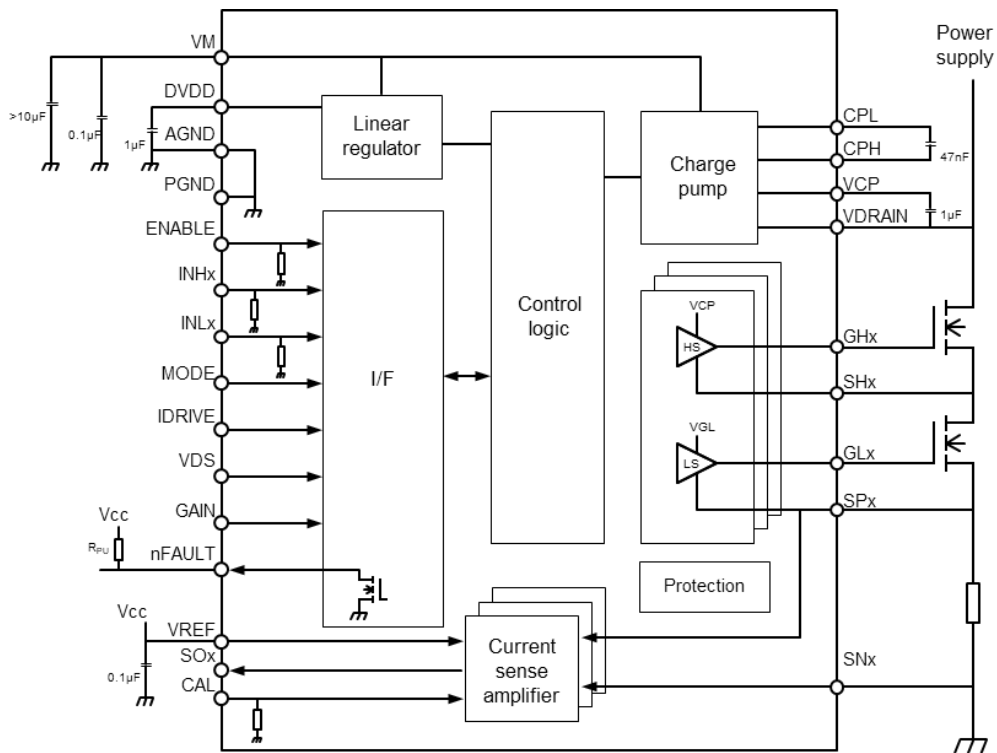 VM
DVDD
>10μF
0.1μF
1μF
AGND
PGND
ENABLE
INHx
INLx
MODE
IDRIVE
VDS
GAIN
Vcc
RPU
nFAULT
Vcc
VREF
SOx
0.1μF
CAL
Linear
regulator
I/F
Control
logic
Charge
pump
VCP
HS
VGL
LS
Protection
Current
sense
amplifier
Power
supply
CPL
CPH
47nF
VCP
1μF
VDRAIN
GHx
SHx
GLx
SPx
SNx